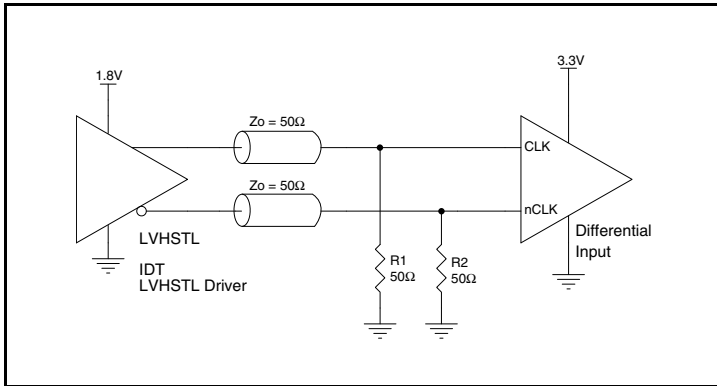 1.8V
3.3V
Zo = 50Ω
CLK
Zo = 50Ω
nCLK
LVHSTL
IDT
LVHSTL Driver
R1
50Ω
R2
50Ω
Differential
Input